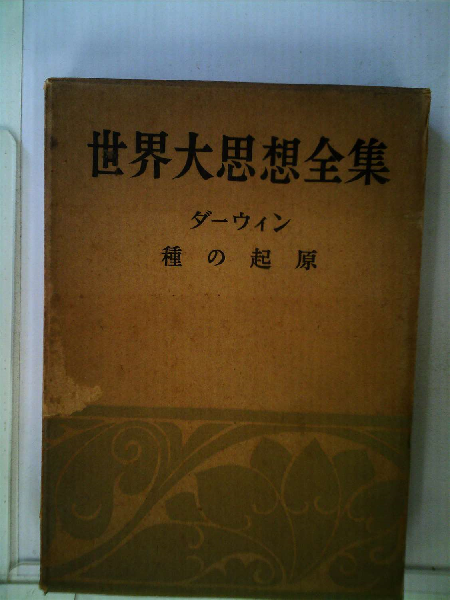 世界大思想全集
ダーウィン
種の起原